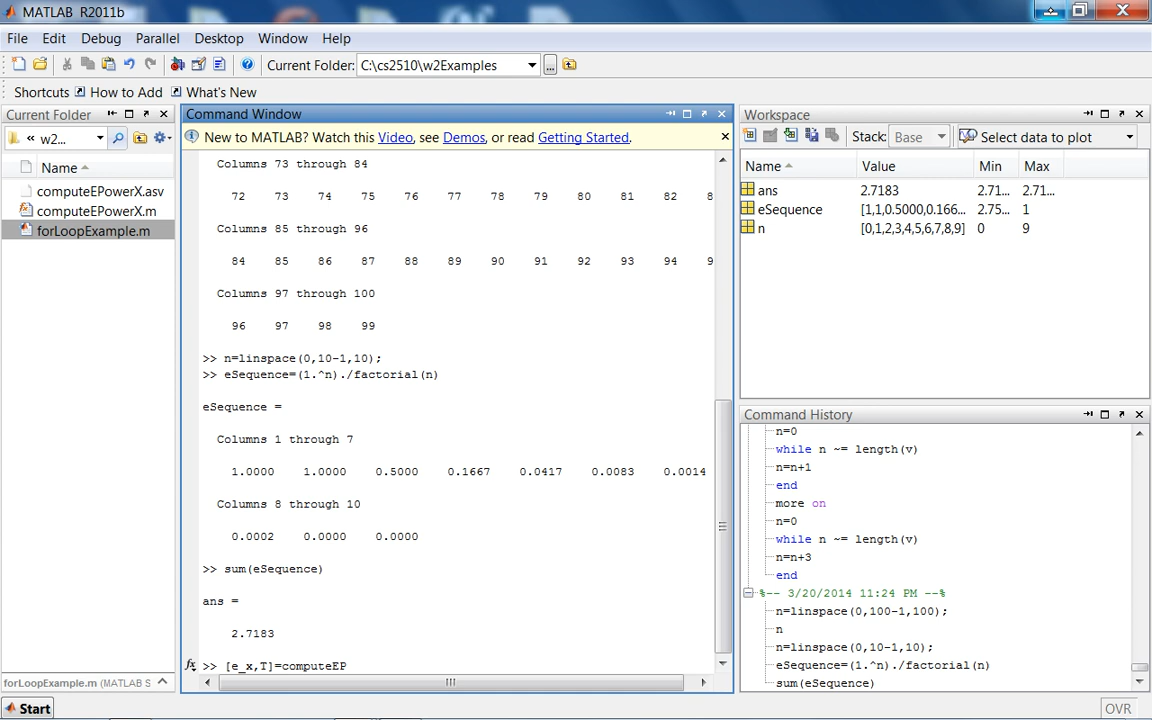 MATLAB R2011b
File Edit Debug Parallel Desktop Window Help
Current Folder: C:\cs2510\w2Examples ...
Shortcuts How to Add What's New
Current Folder
« w2...
Name
computeEPowerX.asv
computeEPowerX.m
forLoopExample.m
forLoopExample.m (MATLAB S
Command Window
New to MATLAB? Watch this Video, see Demos, or read Getting Started.
Columns 73 through 84
72 73 74 75 76 77 78 79 80 81 82 8
Columns 85 through 96
84 85 86 87 88 89 90 91 92 93 94 9
Columns 97 through 100
96 97 98 99
>> n=linspace(0,10-1,10);
>> eSequence=(1.^n)./factorial(n)
eSequence =
Columns 1 through 7
1.0000 1.0000 0.5000 0.1667 0.0417 0.0083 0.0014
Columns 8 through 10
0.0002 0.0000 0.0000
>> sum(eSequence)
ans =
2.7183
fx >> [e_x,T]=computeEP
Workspace
Stack: Base Select data to plot
Name Value Min Max
ans 2.7183 2.71... 2.71...
eSequence [1,1,0.5000,0.166... 2.75... 1
n [0,1,2,3,4,5,6,7,8,9] 0 9
Command History
n=0
while n ~= length(v)
n=n+1
end
more on
n=0
while n ~= length(v)
n=n+3
end
%-- 3/20/2014 11:24 PM --%
n=linspace(0,100-1,100);
n
n=linspace(0,10-1,10);
eSequence=(1.^n)./factorial(n)
sum(eSequence)
Start
OVR